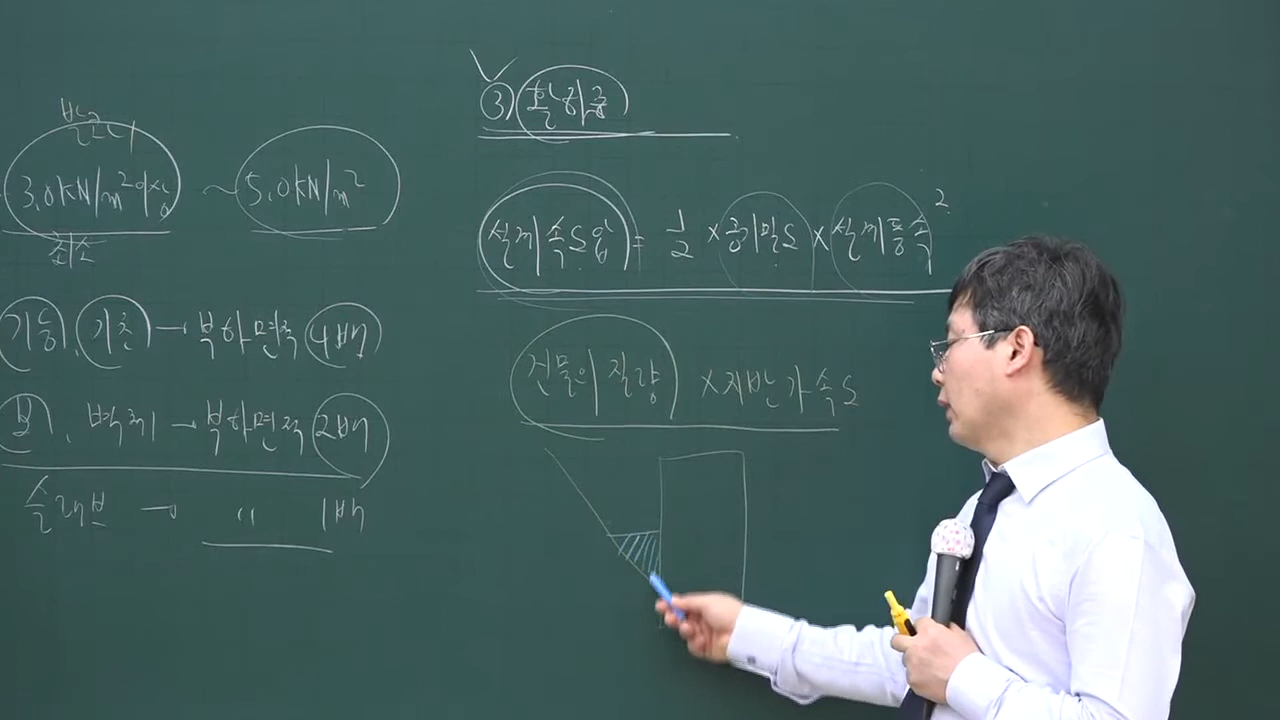 발코니
3.0kN/m²이상 ~ 5.0kN/m²
최소
기둥, 기초 → 부하면적 4배
보, 벽체 → 부하면적 2배
슬래브 → 〃 1배
③ 활하중
설계속도압 = 1/2 × 공기밀도 × 설계풍속²
건물의 질량 × 지반가속도